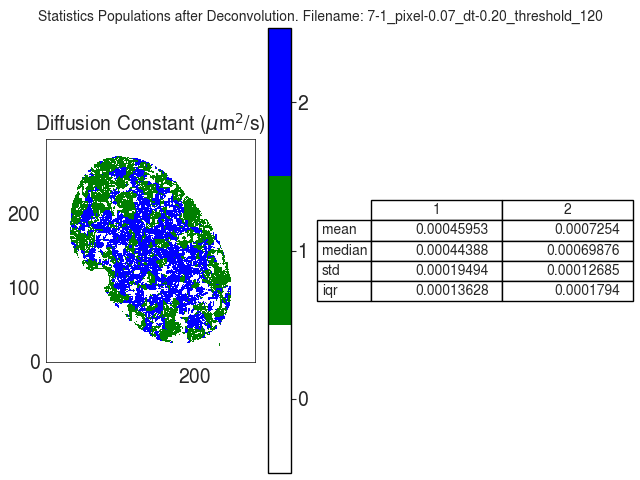 Statistics Populations after Deconvolution. Filename: 7-1_pixel-0.07_dt-0.20_threshold_120
Diffusion Constant (μm²/s)
200
100
0
0 200
2
1
0
1 2
mean 0.00045953 0.0007254
median 0.00044388 0.00069876
std 0.00019494 0.00012685
iqr 0.00013628 0.0001794